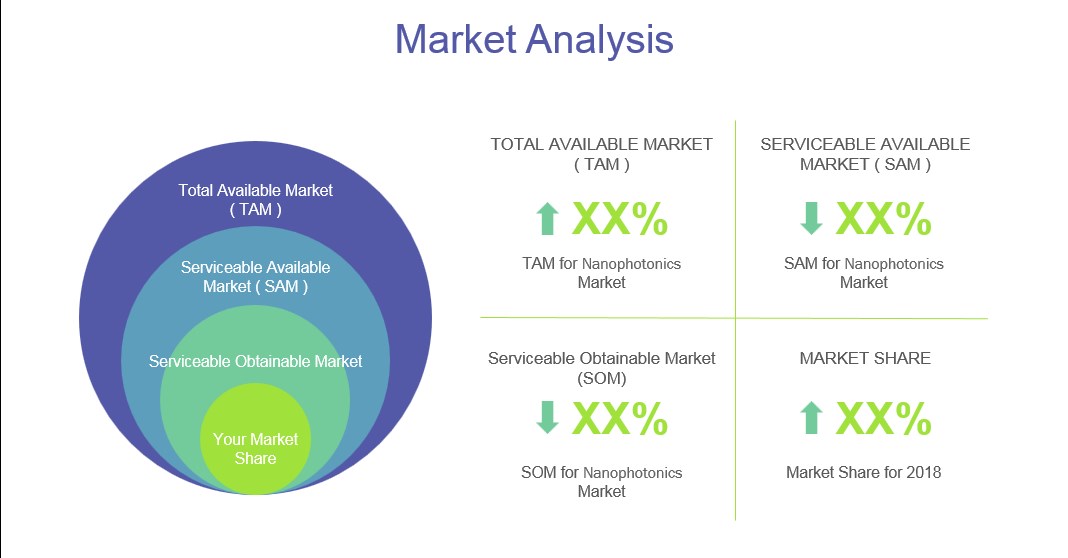 Market Analysis
Total Available Market
( TAM )
Serviceable Available
Market ( SAM )
Serviceable Obtainable Market
Your Market
Share
TOTAL AVAILABLE MARKET
( TAM )
XX%
TAM for Nanophotonics
Market
SERVICEABLE AVAILABLE
MARKET ( SAM )
XX%
SAM for Nanophotonics
Market
Serviceable Obtainable Market
(SOM)
XX%
SOM for Nanophotonics
Market
MARKET SHARE
XX%
Market Share for 2018